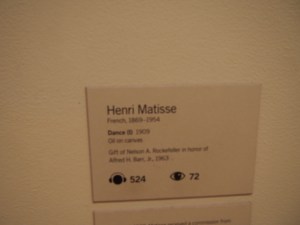 Henri Matisse
French, 1869–1954
Dance (I) 1909
Oil on canvas
Gift of Nelson A. Rockefeller in honor of
Alfred H. Barr, Jr., 1963
524 72